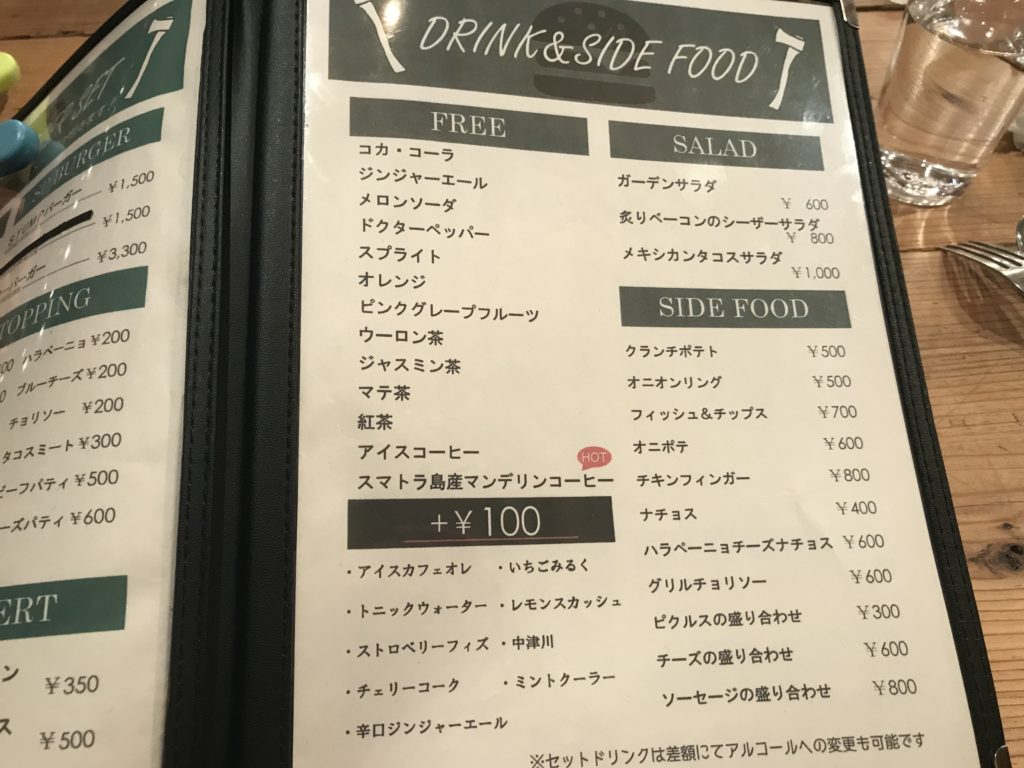 SET
BURGER
バーガー ¥1,500
¥1,500
バーガー ¥3,300
TOPPING
ハラペーニョ ¥200
ブルーチーズ ¥200
チョリソー ¥200
タコスミート ¥300
ビーフパティ ¥500
ーズパティ ¥600
ERT
ン ¥350
ス ¥500
DRINK&SIDE FOOD
FREE
コカ・コーラ
ジンジャーエール
メロンソーダ
ドクターペッパー
スプライト
オレンジ
ピンクグレープフルーツ
ウーロン茶
ジャスミン茶
マテ茶
紅茶
アイスコーヒー
HOT
スマトラ島産マンデリンコーヒー
+¥100
・アイスカフェオレ ・いちごみるく
・トニックウォーター ・レモンスカッシュ
・ストロベリーフィズ ・中津川
・チェリーコーク ・ミントクーラー
・辛口ジンジャーエール
SALAD
ガーデンサラダ
¥ 600
炙りベーコンのシーザーサラダ
¥ 800
メキシカンタコスサラダ
¥1,000
SIDE FOOD
クランチポテト ¥500
オニオンリング ¥500
フィッシュ&チップス ¥700
オニポテ ¥600
チキンフィンガー ¥800
ナチョス ¥400
ハラペーニョチーズナチョス ¥600
グリルチョリソー ¥600
ピクルスの盛り合わせ ¥300
チーズの盛り合わせ ¥600
ソーセージの盛り合わせ ¥800
※セットドリンクは差額にてアルコールへの変更も可能です